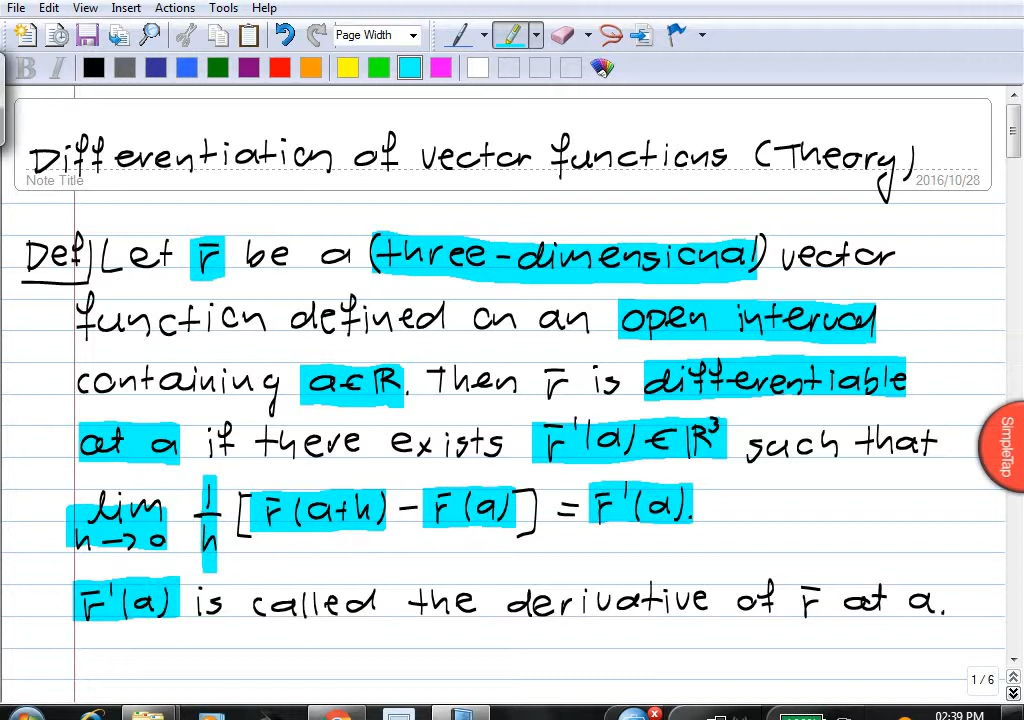 File Edit View Insert Actions Tools Help
Page Width
B I
Differentiation of vector functions (Theory)
Note Title
2016/10/28
Def) Let r̄ be a (three-dimensional) vector
function defined on an open interval
containing a∈ℝ. Then r̄ is differentiable
at a if there exists r̄'(a) ∈ ℝ³ such that
lim h→0 1/h [r̄(a+h) - r̄(a)] = r̄'(a).
r̄'(a) is called the derivative of r̄ at a.
SimpleTap
1 / 6
02:39 PM